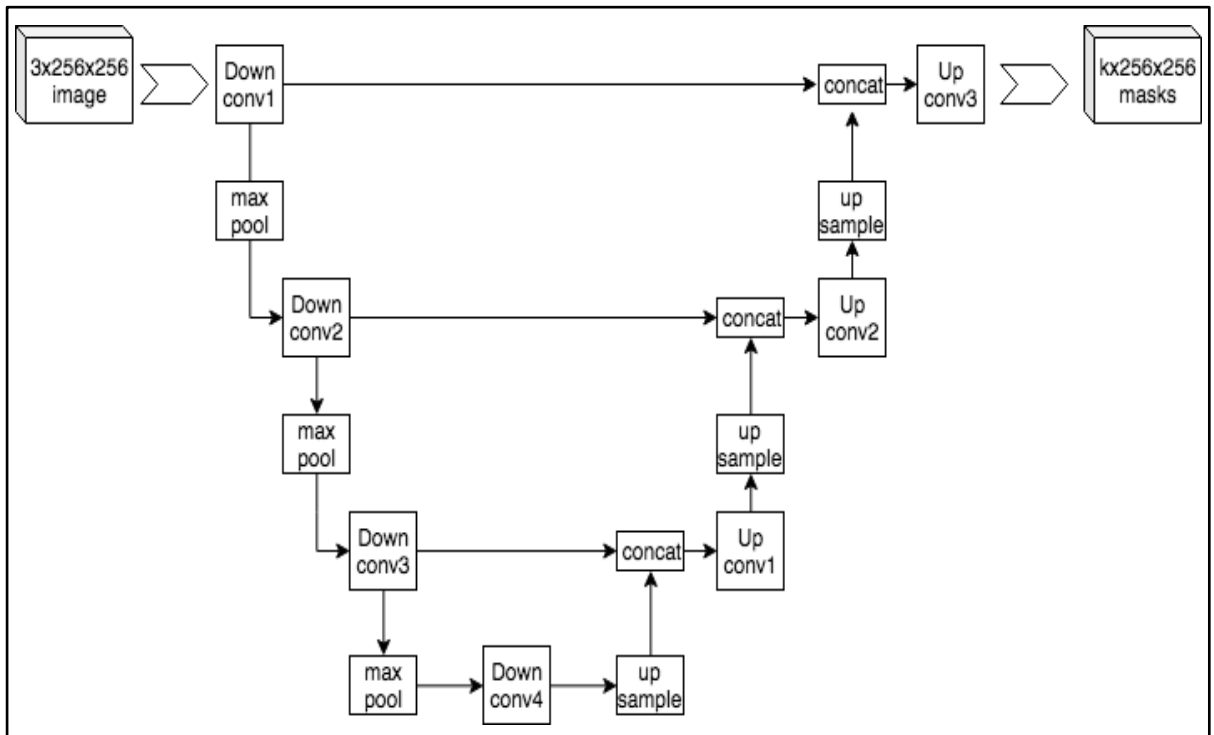 3x256x256
image
Down
conv1
concat
Up
conv3
kx256x256
masks
max
pool
up
sample
Down
conv2
concat
Up
conv2
max
pool
up
sample
Down
conv3
concat
Up
conv1
max
pool
Down
conv4
up
sample